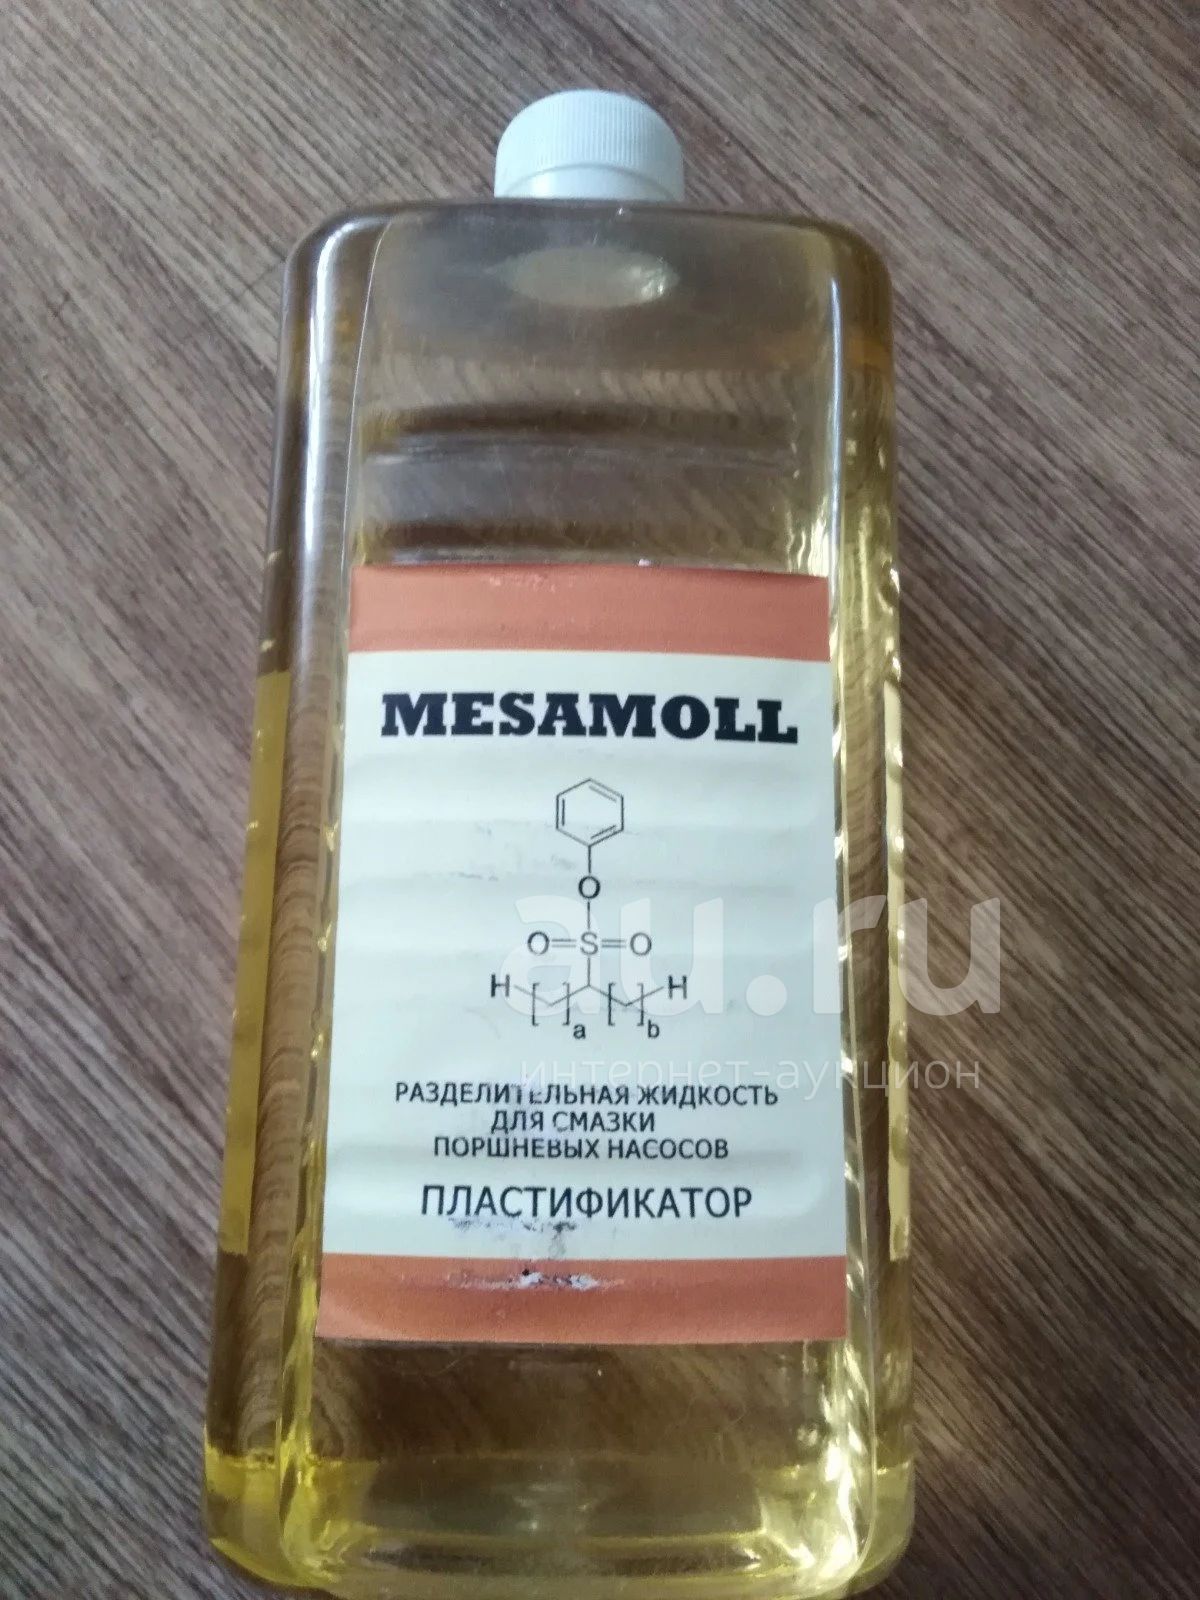 MESAMOLL
O
O=S=O
H
H
a
b
au.ru
интернет-аукцион
РАЗДЕЛИТЕЛЬНАЯ ЖИДКОСТЬ
ДЛЯ СМАЗКИ
ПОРШНЕВЫХ НАСОСОВ
ПЛАСТИФИКАТОР